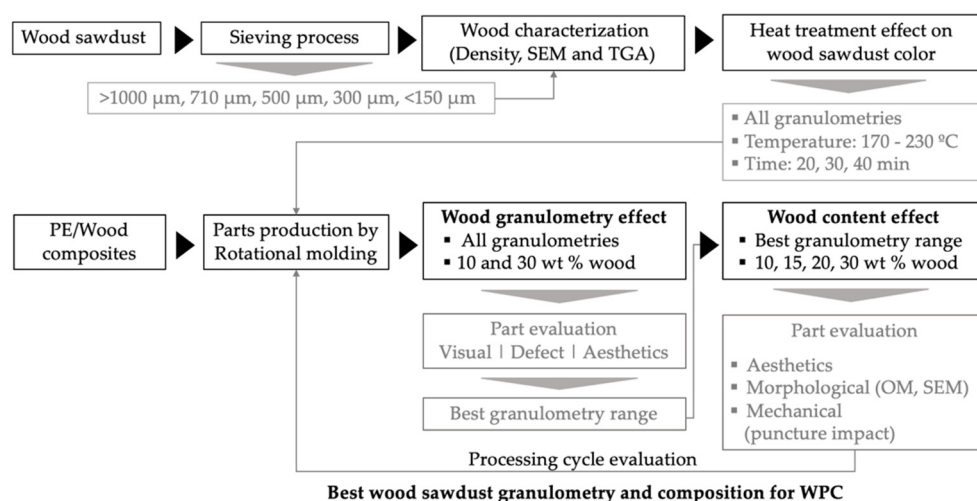 Wood sawdust
Sieving process
Wood characterization
(Density, SEM and TGA)
Heat treatment effect on
wood sawdust color
>1000 µm, 710 µm, 500 µm, 300 µm, <150 µm
▪ All granulometries
▪ Temperature: 170 - 230 ºC
▪ Time: 20, 30, 40 min
PE/Wood
composites
Parts production by
Rotational molding
Wood granulometry effect
▪ All granulometries
▪ 10 and 30 wt % wood
Wood content effect
▪ Best granulometry range
▪ 10, 15, 20, 30 wt % wood
Part evaluation
Visual | Defect | Aesthetics
Best granulometry range
Part evaluation
▪ Aesthetics
▪ Morphological (OM, SEM)
▪ Mechanical
(puncture impact)
Processing cycle evaluation
Best wood sawdust granulometry and composition for WPC